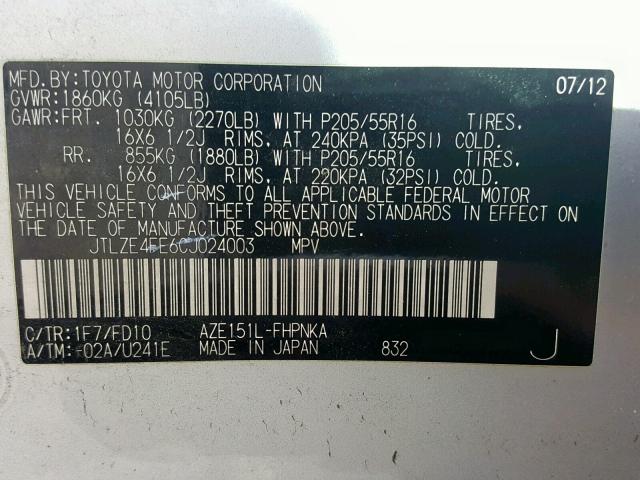 MFD.BY:TOYOTA MOTOR CORPORATION 07/12
GVWR:1860KG (4105LB)
GAWR:FRT. 1030KG (2270LB) WITH P205/55R16 TIRES,
16X6 1/2J RIMS, AT 240KPA (35PSI) COLD.
RR. 855KG (1880LB) WITH P205/55R16 TIRES,
16X6 1/2J RIMS, AT 220KPA (32PSI) COLD.
THIS VEHICLE CONFORMS TO ALL APPLICABLE FEDERAL MOTOR
VEHICLE SAFETY AND THEFT PREVENTION STANDARDS IN EFFECT ON
THE DATE OF MANUFACTURE SHOWN ABOVE.
JTLZE4FE6CJ024003 MPV
C/TR:1F7/FD10 AZE151L-FHPNKA
A/TM:-02A/U241E MADE IN JAPAN 832 J